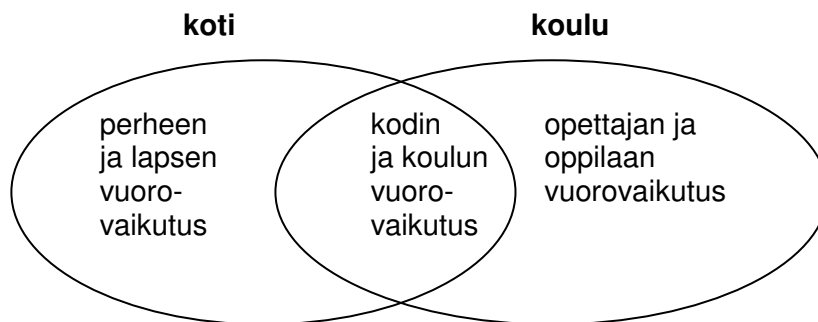 koti
koulu
perheen
ja lapsen
vuoro-
vaikutus
kodin
ja koulun
vuoro-
vaikutus
opettajan ja
oppilaan
vuorovaikutus